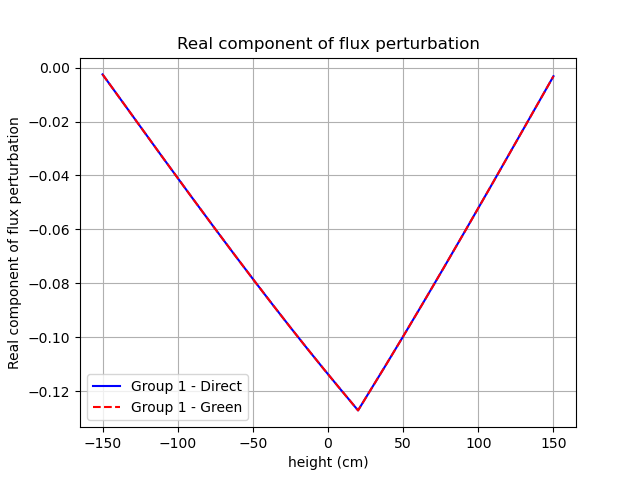 Real component of flux perturbation
Real component of flux perturbation
0.00
−0.02
−0.04
−0.06
−0.08
−0.10
−0.12
Group 1 - Direct
Group 1 - Green
−150
−100
−50
0
50
100
150
height (cm)